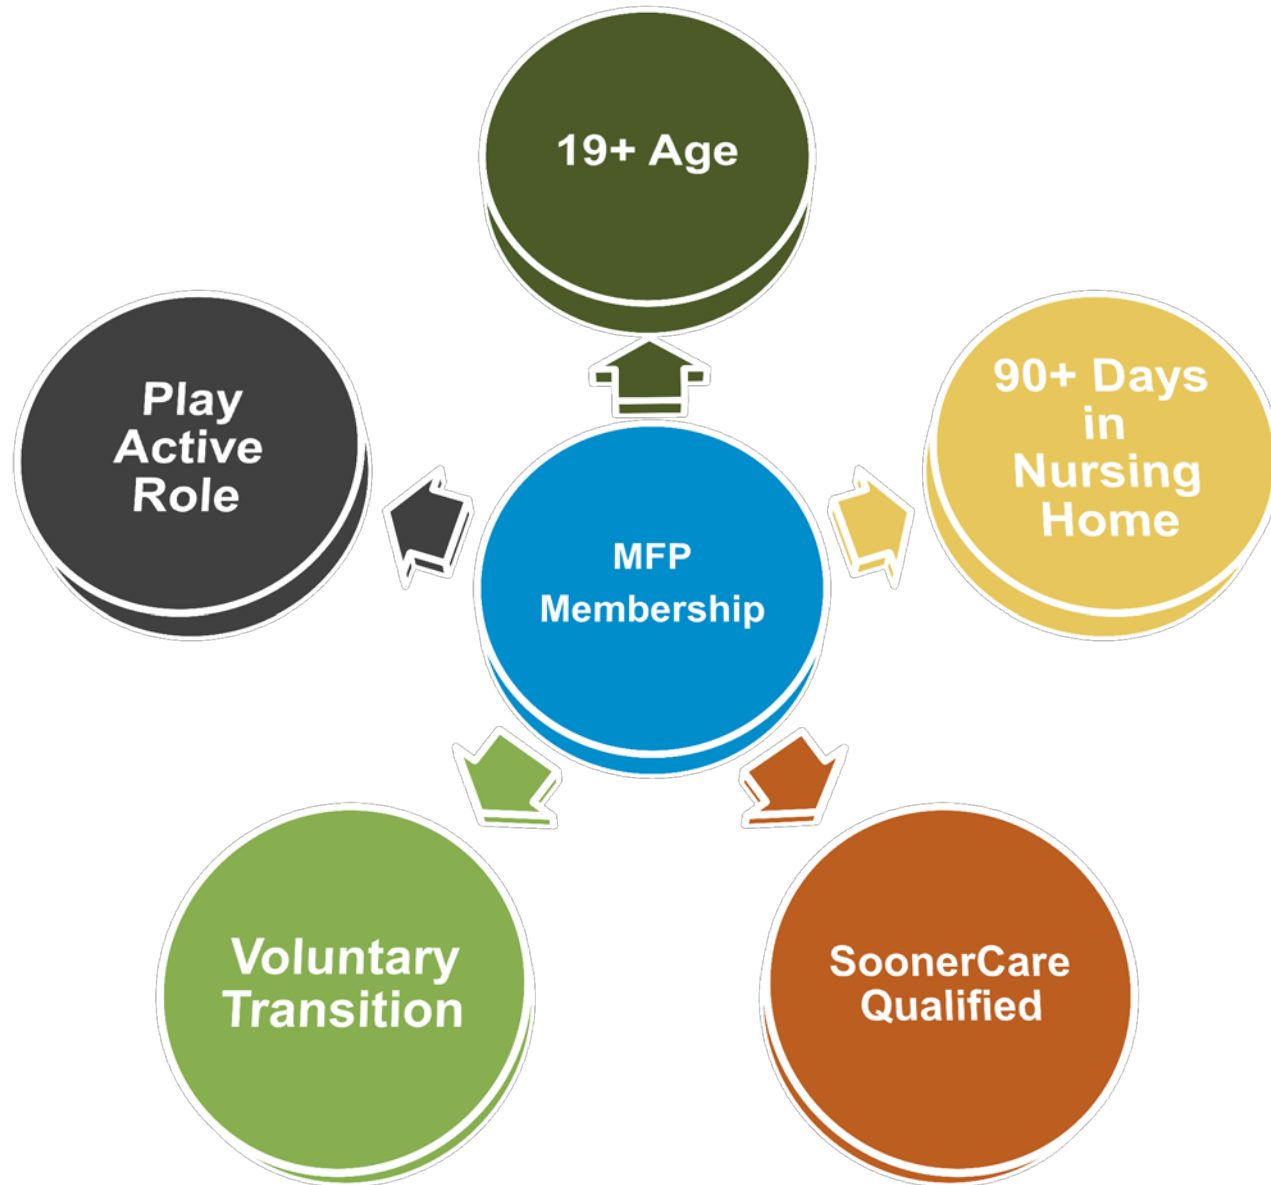 19+ Age
90+ Days
in
Nursing
Home
Play
Active
Role
MFP
Membership
Voluntary
Transition
SoonerCare
Qualified